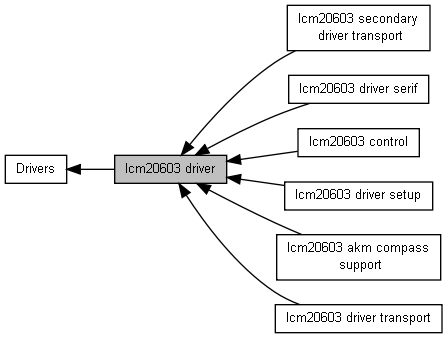 Icm20603 secondary
driver transport
Icm20603 driver serif
Icm20603 control
Drivers
Icm20603 driver
Icm20603 driver setup
Icm20603 akm compass
support
Icm20603 driver transport